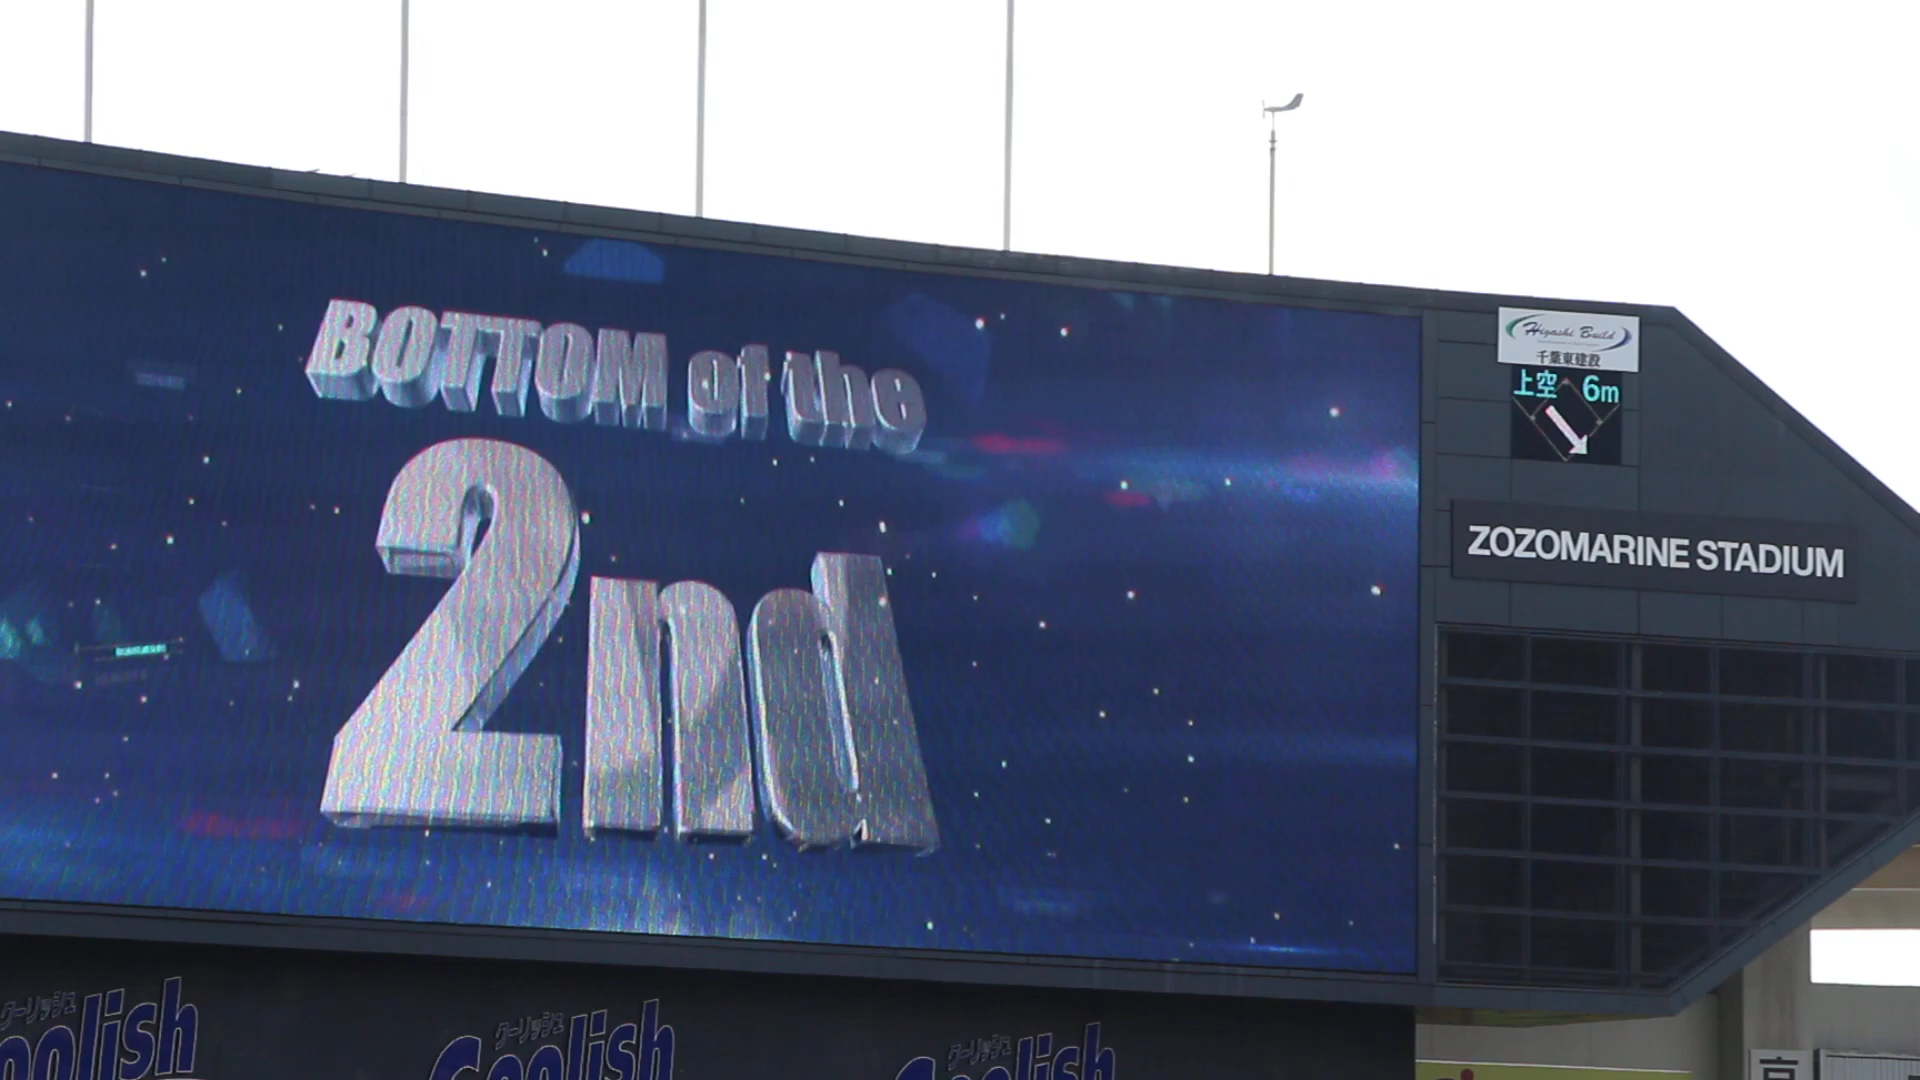 BOTTOM of the
2nd
Higashi Build
千葉東建設
上空 6m
ZOZOMARINE STADIUM
クーリッシュ
Coolish
クーリッシュ
Coolish
クーリッシュ
Coolish
京